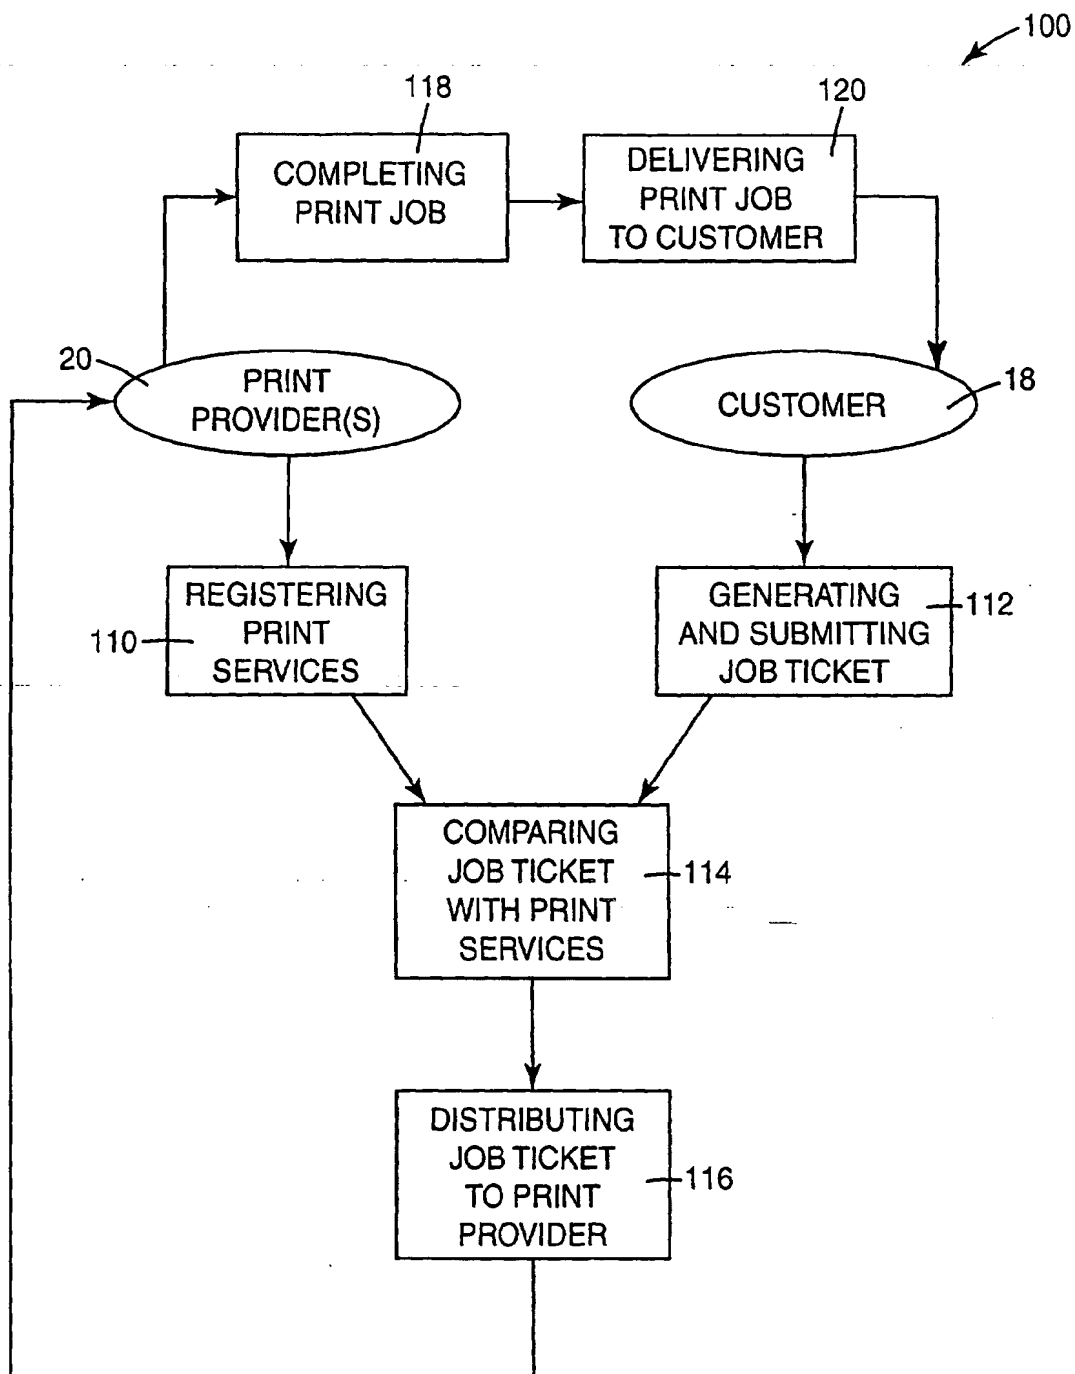 100
118
120
COMPLETING
PRINT JOB
DELIVERING
PRINT JOB
TO CUSTOMER
20
PRINT
PROVIDER(S)
CUSTOMER
18
REGISTERING
PRINT
SERVICES
110
GENERATING
AND SUBMITTING
JOB TICKET
112
COMPARING
JOB TICKET
WITH PRINT
SERVICES
114
DISTRIBUTING
JOB TICKET
TO PRINT
PROVIDER
116